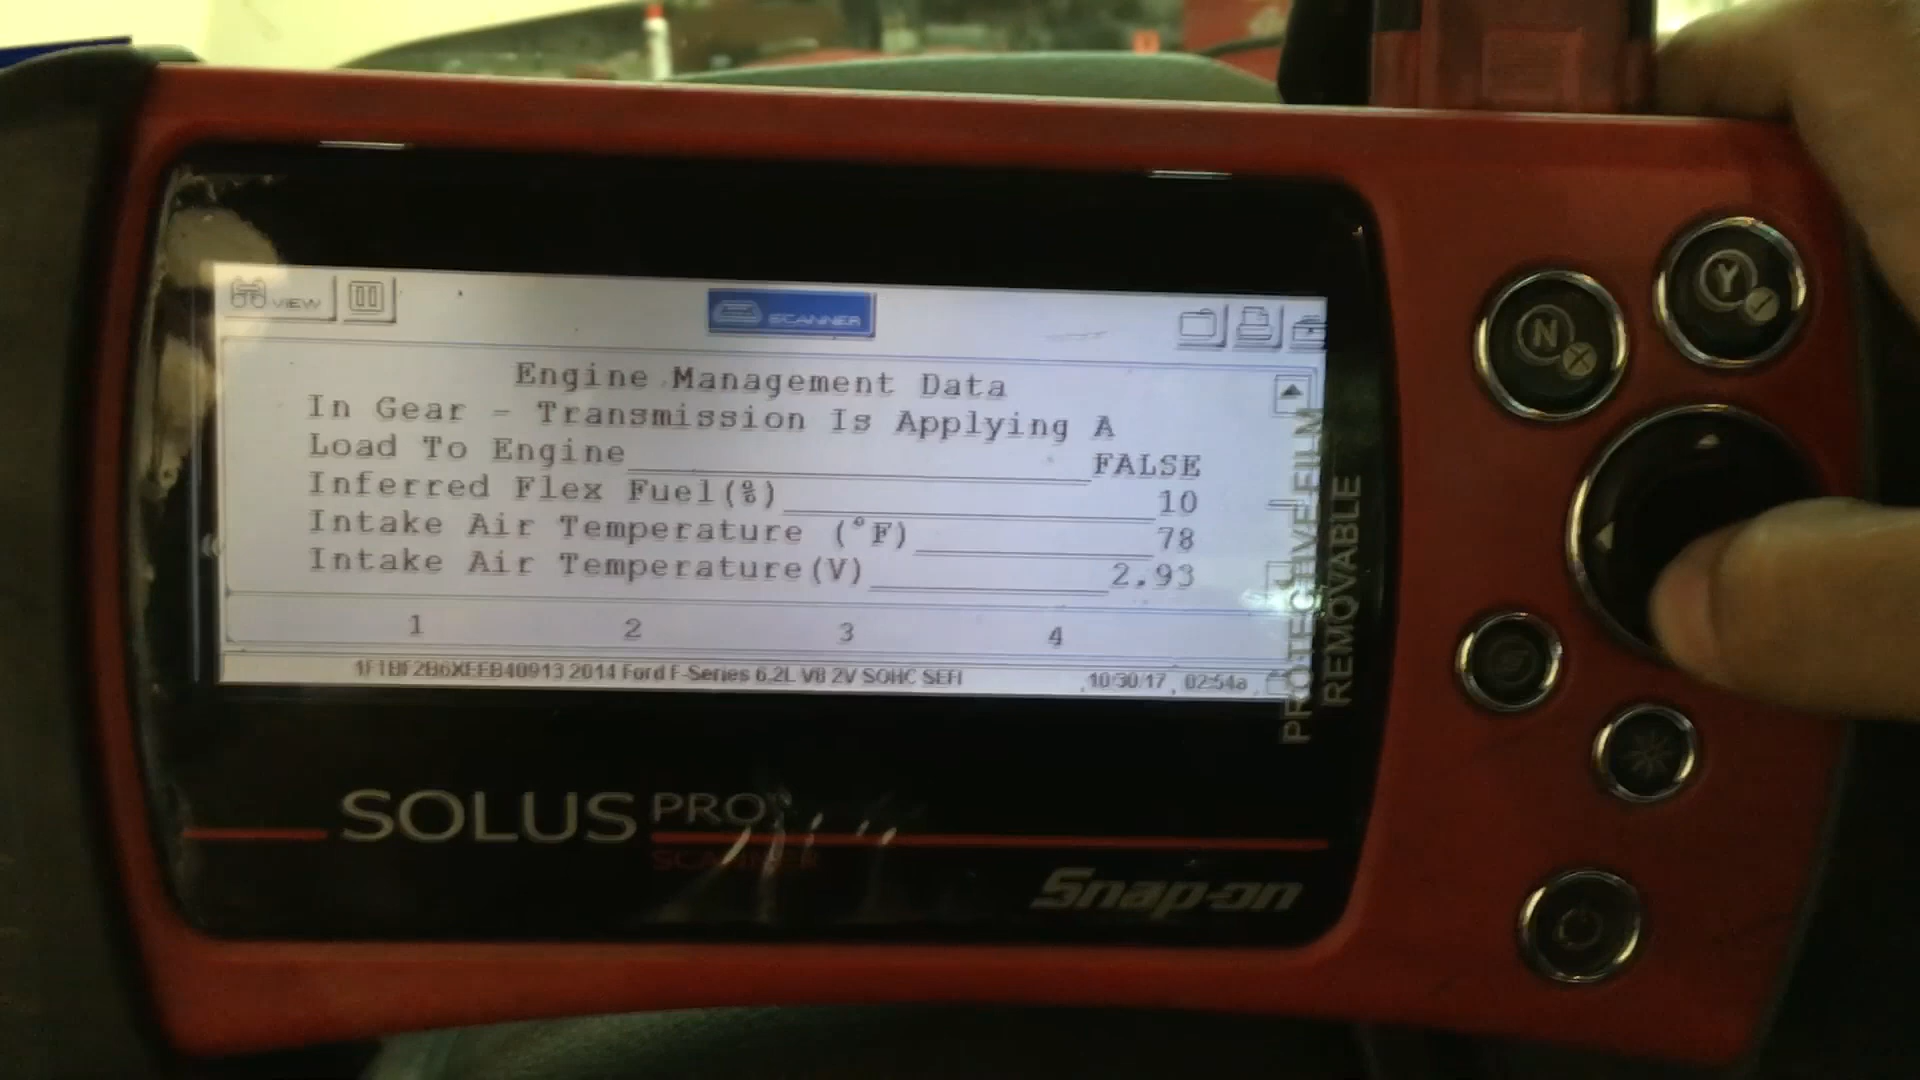 VIEW
SCANNER
Engine Management Data
In Gear - Transmission Is Applying A
Load To Engine FALSE
Inferred Flex Fuel(%) 10
Intake Air Temperature (°F) 78
Intake Air Temperature(V) 2.93
1 2 3 4
2014 Ford F-Series 6.2L V8 2V SOHC SEFI 10/30/17, 02:54a
PROTECTIVE FILM
REMOVABLE
N
Y
SOLUS PRO
SCANNER
Snap-on